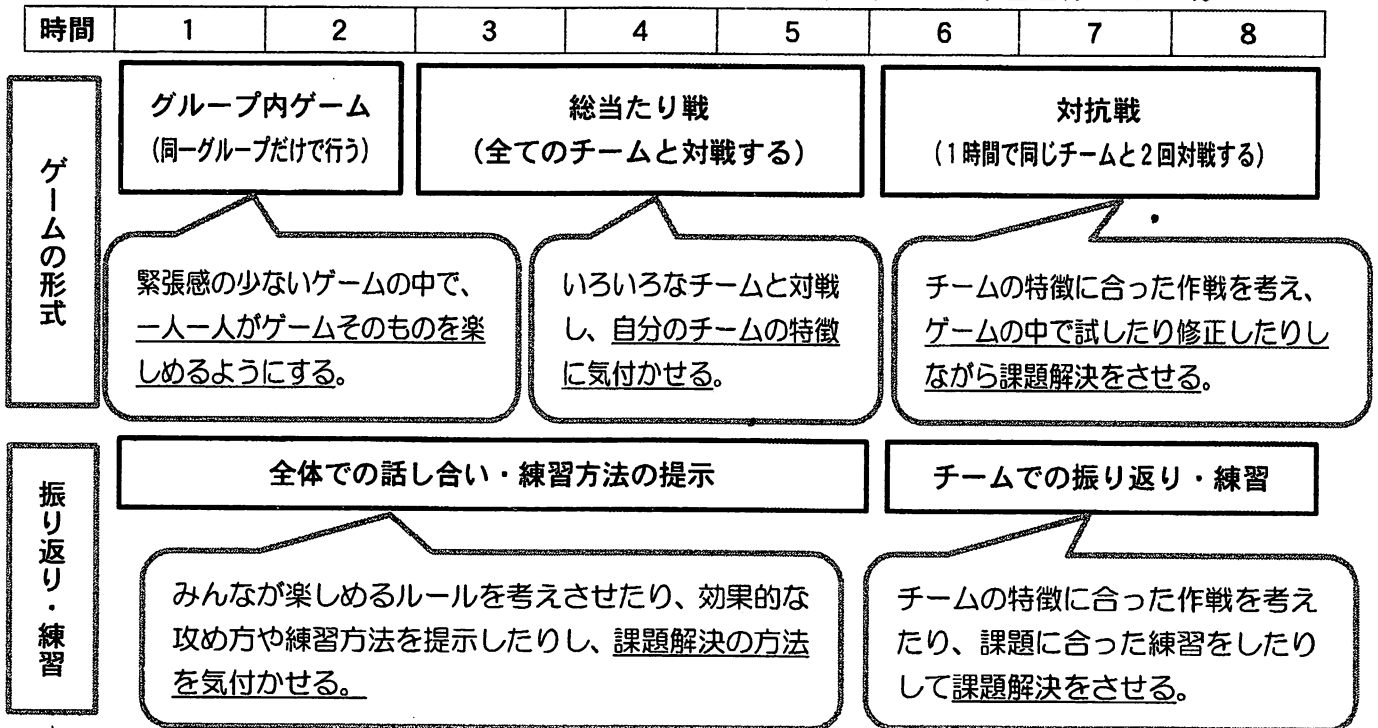 時間 1 2 3 4 5 6 7 8
ゲームの形式
グループ内ゲーム
(同一グループだけで行う)
総当たり戦
(全てのチームと対戦する)
対抗戦
(1時間で同じチームと2回対戦する)
緊張感の少ないゲームの中で、
一人一人がゲームそのものを楽
しめるようにする。
いろいろなチームと対戦
し、自分のチームの特徴
に気付かせる。
チームの特徴に合った作戦を考え、
ゲームの中で試したり修正したりし
ながら課題解決をさせる。
振り返り・練習
全体での話し合い・練習方法の提示
チームでの振り返り・練習
みんなが楽しめるルールを考えさせたり、効果的な
攻め方や練習方法を提示したりし、課題解決の方法
を気付かせる。
チームの特徴に合った作戦を考え
たり、課題に合った練習をしたり
して課題解決をさせる。